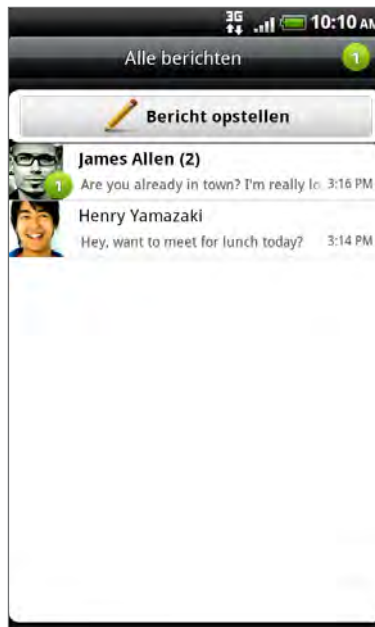 3G 10:10 AM
Alle berichten 1
Bericht opstellen
James Allen (2)
1 Are you already in town? I'm really lo 3:16 PM
Henry Yamazaki
Hey, want to meet for lunch today? 3:14 PM